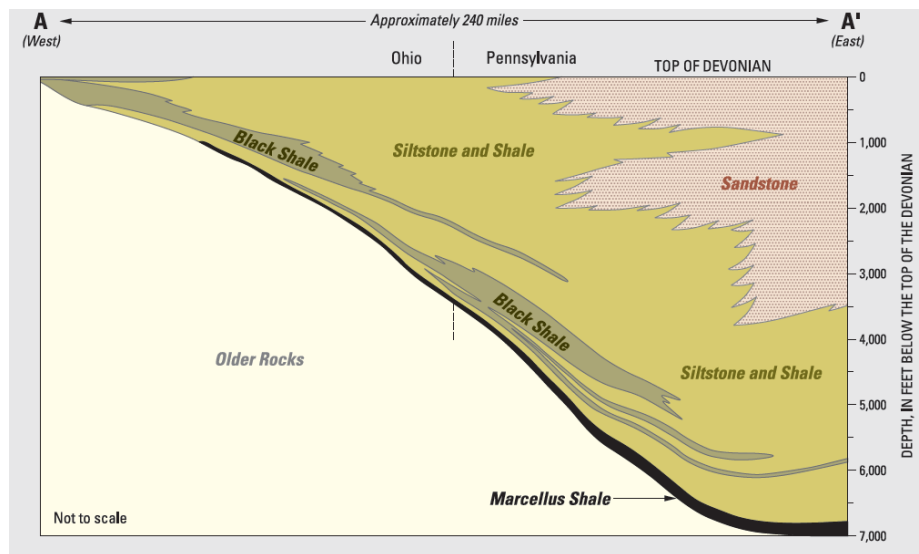 A
(West)
Approximately 240 miles
A'
(East)
Ohio
Pennsylvania
TOP OF DEVONIAN
0
1,000
2,000
3,000
4,000
5,000
6,000
7,000
DEPTH, IN FEET BELOW THE TOP OF THE DEVONIAN
Black Shale
Siltstone and Shale
Sandstone
Black Shale
Older Rocks
Siltstone and Shale
Marcellus Shale
Not to scale